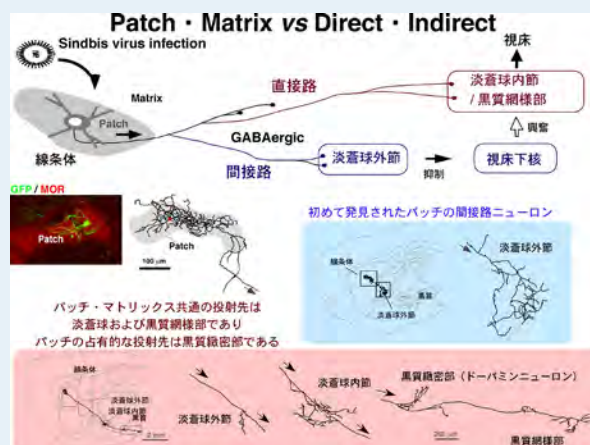 Patch・Matrix vs Direct・Indirect
Sindbis virus infection
視床
Matrix
直接路
淡蒼球内節
/ 黒質網様部
Patch
GABAergic
興奮
線条体
間接路
淡蒼球外節
抑制
視床下核
GFP / MOR
Patch
Patch
100 μm
初めて発見されたパッチの間接路ニューロン
線条体
黒質
淡蒼球外節
淡蒼球外節
パッチ・マトリックス共通の投射先は
淡蒼球および黒質網様部であり
パッチの占有的な投射先は黒質緻密部である
線条体
淡蒼球外節
淡蒼球内節
黒質
2 mm
淡蒼球外節
淡蒼球内節
黒質緻密部（ドーパミンニューロン）
黒質網様部